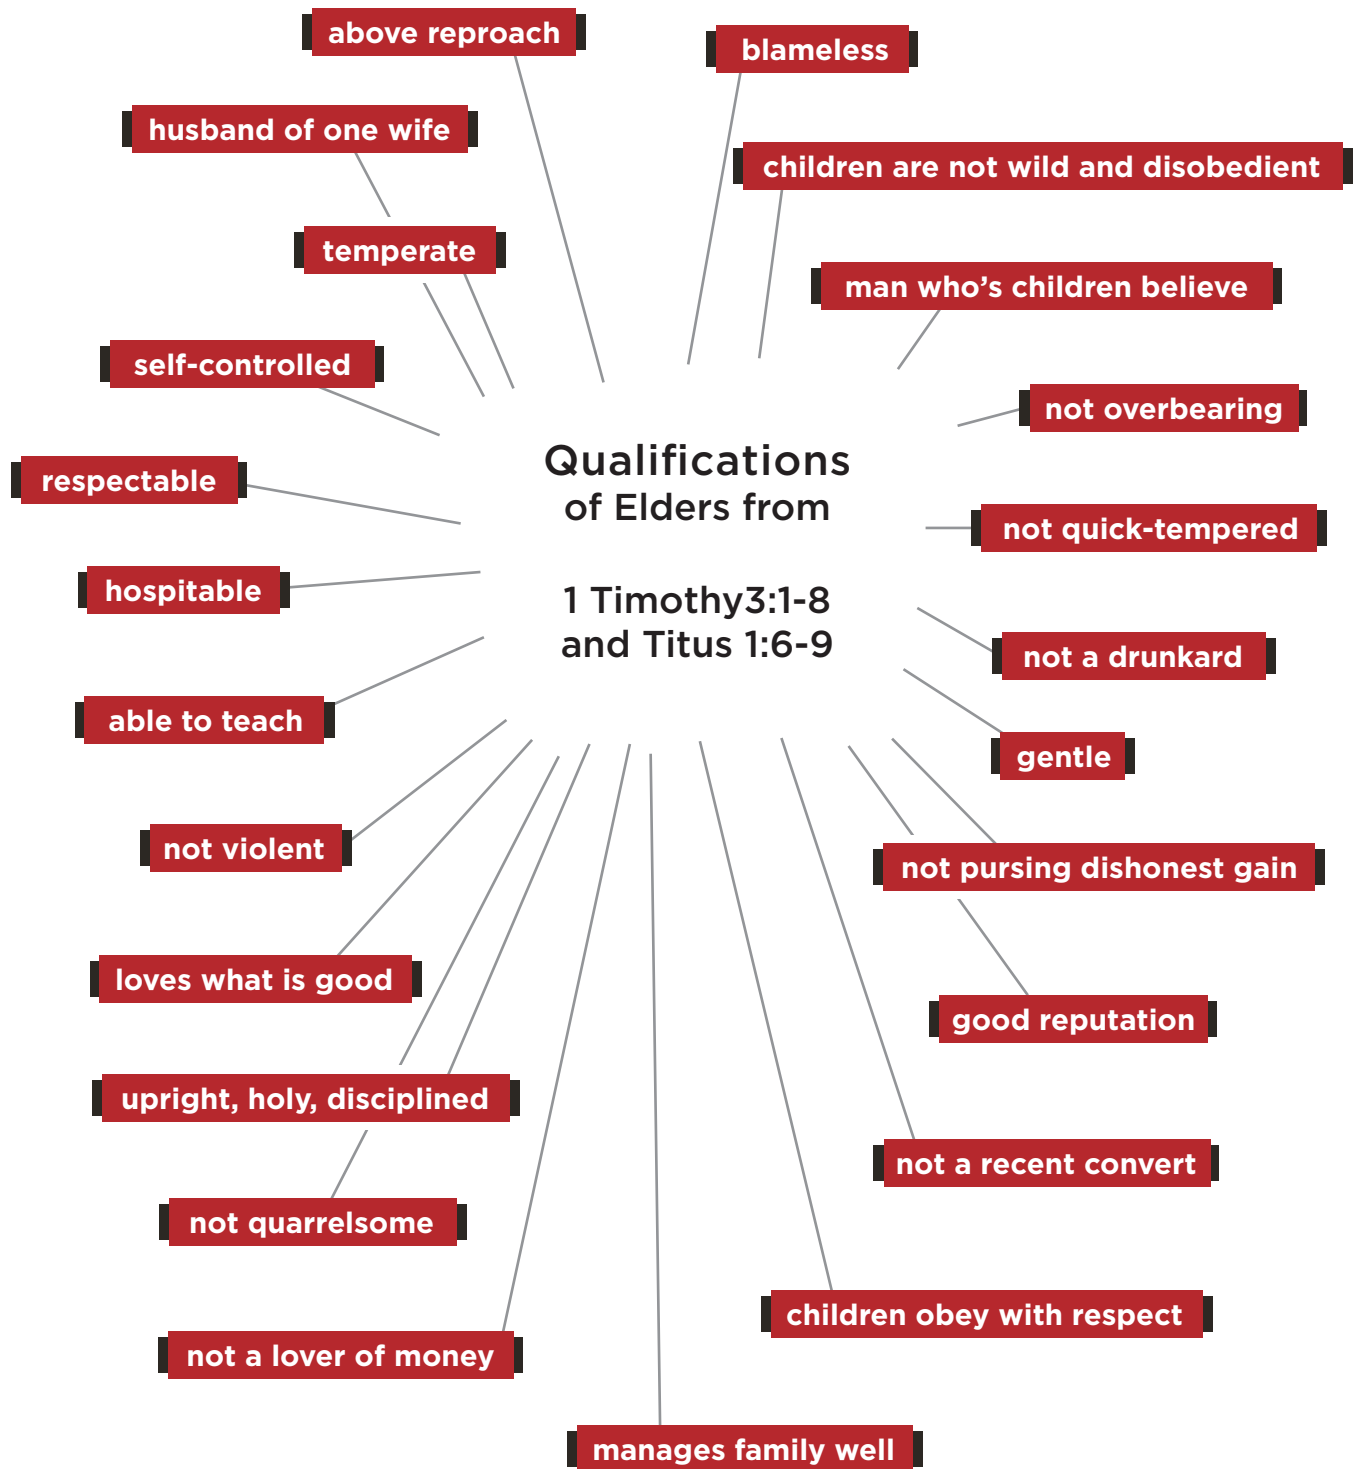 above reproach
blameless
husband of one wife
children are not wild and disobedient
temperate
man who’s children believe
self-controlled
not overbearing
Qualifications
of Elders from
respectable
not quick-tempered
hospitable
1 Timothy3:1-8
and Titus 1:6-9
not a drunkard
able to teach
gentle
not violent
not pursing dishonest gain
loves what is good
good reputation
upright, holy, disciplined
not a recent convert
not quarrelsome
children obey with respect
not a lover of money
manages family well